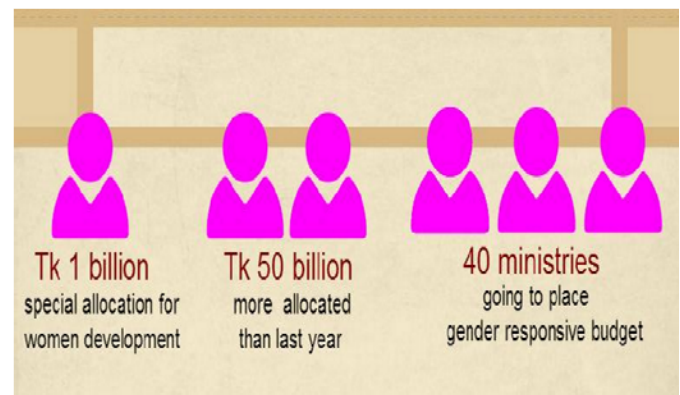 Tk 1 billion
special allocation for
women development
Tk 50 billion
more allocated
than last year
40 ministries
going to place
gender responsive budget